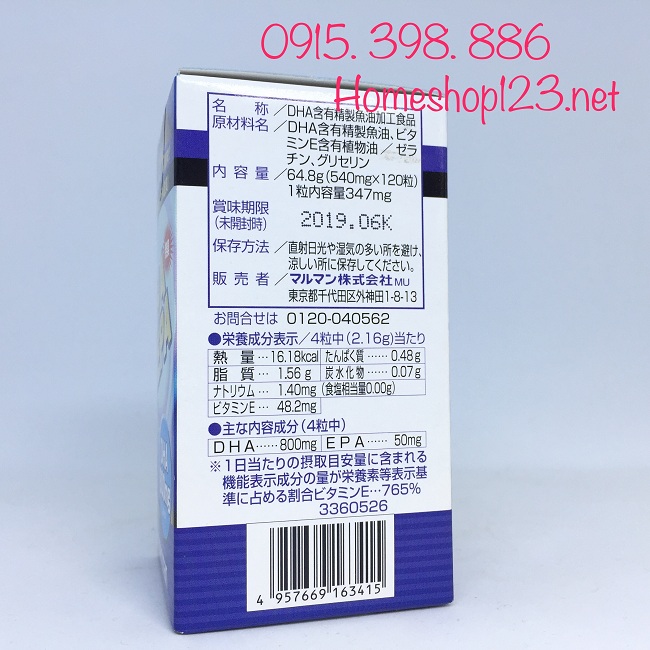 0915. 398. 886
Homeshop123.net
名称／DHA含有精製魚油加工食品
原材料名／DHA含有精製魚油、ビタ
ミンE含有植物油／ゼラ
チン、グリセリン
内容量／64.8g(540mg×120粒)
1粒内容量347mg
賞味期限
(未開封時)
2019.06K
保存方法／直射日光や湿気の多い所を避け、
涼しい所に保存してください。
販売者／マルマン株式会社 MU
東京都千代田区外神田1-8-13
お問合せは 0120-040562
●栄養成分表示／4粒中(2.16g)当たり
熱量…16.18kcal たんぱく質……0.48g
脂質…1.56g 炭水化物……0.07g
ナトリウム…1.40mg(食塩相当量0.00g)
ビタミンE…48.2mg
●主な内容成分(4粒中)
DHA……800mg EPA……50mg
※1日当たりの摂取目安量に含まれる
機能表示成分の量が栄養素等表示基
準に占める割合ビタミンE…765%
3360526
4 957669 163415